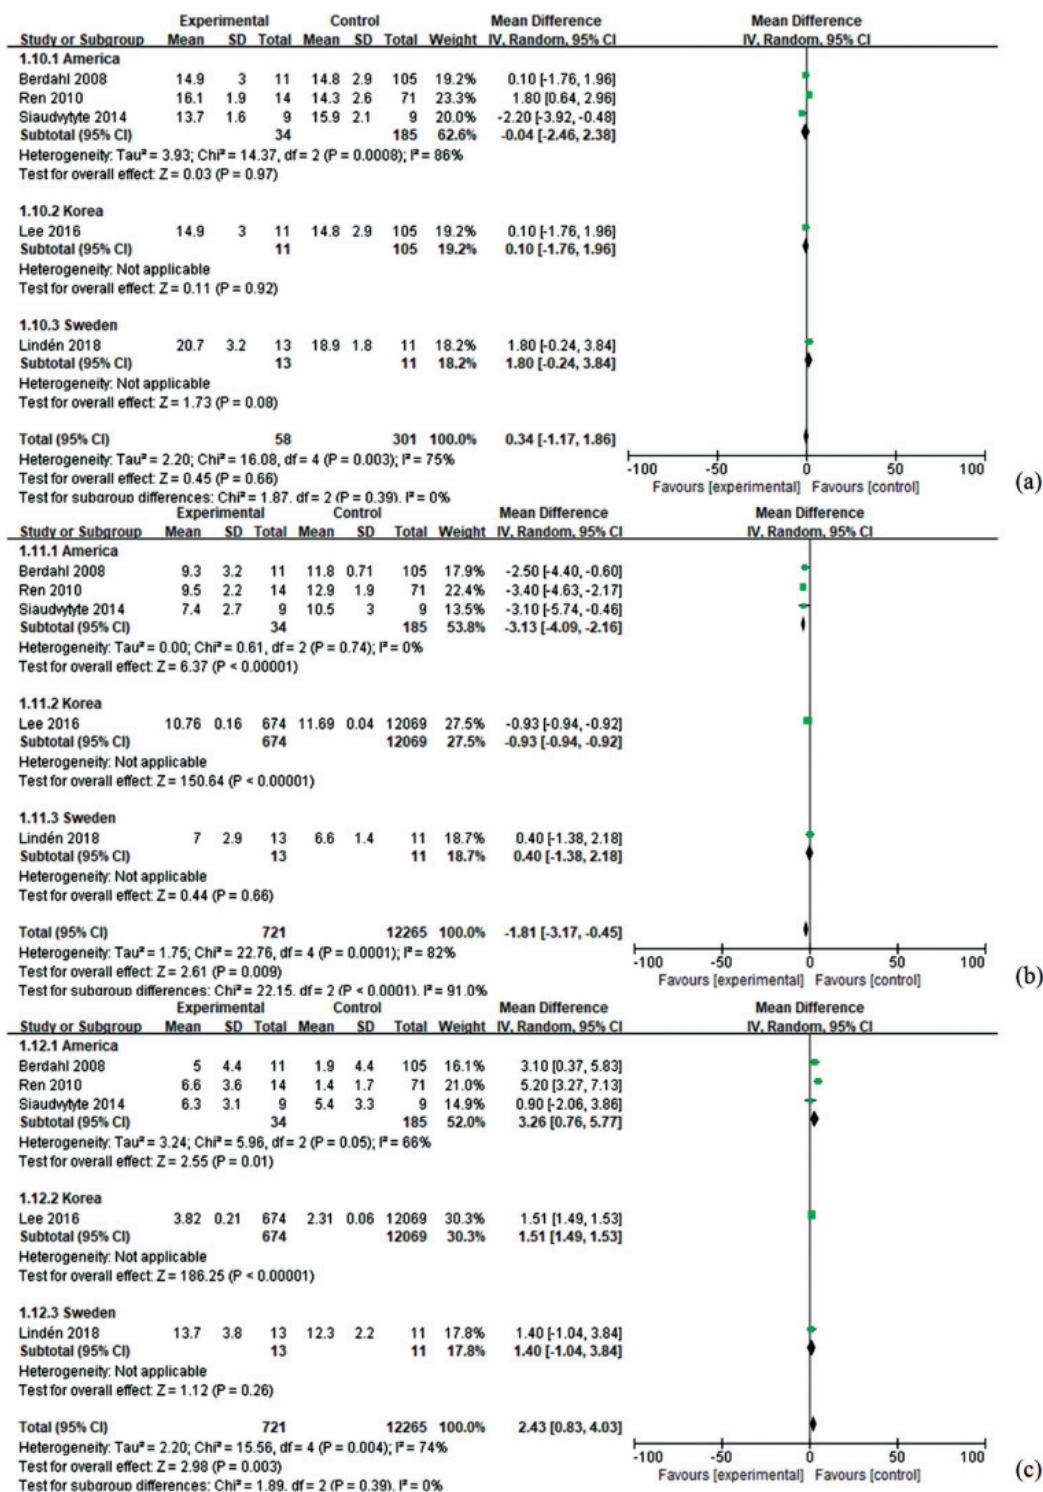 Experimental Control Mean Difference Mean Difference
Study or Subgroup Mean SD Total Mean SD Total Weight IV, Random, 95% CI IV, Random, 95% CI
1.10.1 America
Berdahl 2008 14.9 3 11 14.8 2.9 105 19.2% 0.10 [-1.76, 1.96]
Ren 2010 16.1 1.9 14 14.3 2.6 71 23.3% 1.80 [0.64, 2.96]
Siaudvytyte 2014 13.7 1.6 9 15.9 2.1 9 20.0% -2.20 [-3.92, -0.48]
Subtotal (95% CI) 34 185 62.6% -0.04 [-2.46, 2.38]
Heterogeneity: Tau² = 3.93; Chi² = 14.37, df = 2 (P = 0.0008); I² = 86%
Test for overall effect: Z = 0.03 (P = 0.97)
1.10.2 Korea
Lee 2016 14.9 3 11 14.8 2.9 105 19.2% 0.10 [-1.76, 1.96]
Subtotal (95% CI) 11 105 19.2% 0.10 [-1.76, 1.96]
Heterogeneity: Not applicable
Test for overall effect: Z = 0.11 (P = 0.92)
1.10.3 Sweden
Lindén 2018 20.7 3.2 13 18.9 1.8 11 18.2% 1.80 [-0.24, 3.84]
Subtotal (95% CI) 13 11 18.2% 1.80 [-0.24, 3.84]
Heterogeneity: Not applicable
Test for overall effect: Z = 1.73 (P = 0.08)
Total (95% CI) 58 301 100.0% 0.34 [-1.17, 1.86]
Heterogeneity: Tau² = 2.20; Chi² = 16.08, df = 4 (P = 0.003); I² = 75%
Test for overall effect: Z = 0.45 (P = 0.66)
Test for subgroup differences: Chi² = 1.87, df = 2 (P = 0.39), I² = 0%
-100 -50 0 50 100
Favours [experimental] Favours [control]
(a)
Experimental Control Mean Difference Mean Difference
Study or Subgroup Mean SD Total Mean SD Total Weight IV, Random, 95% CI IV, Random, 95% CI
1.11.1 America
Berdahl 2008 9.3 3.2 11 11.8 0.71 105 17.9% -2.50 [-4.40, -0.60]
Ren 2010 9.5 2.2 14 12.9 1.9 71 22.4% -3.40 [-4.63, -2.17]
Siaudvytyte 2014 7.4 2.7 9 10.5 3 9 13.5% -3.10 [-5.74, -0.46]
Subtotal (95% CI) 34 185 53.8% -3.13 [-4.09, -2.16]
Heterogeneity: Tau² = 0.00; Chi² = 0.61, df = 2 (P = 0.74); I² = 0%
Test for overall effect: Z = 6.37 (P < 0.00001)
1.11.2 Korea
Lee 2016 10.76 0.16 674 11.69 0.04 12069 27.5% -0.93 [-0.94, -0.92]
Subtotal (95% CI) 674 12069 27.5% -0.93 [-0.94, -0.92]
Heterogeneity: Not applicable
Test for overall effect: Z = 150.64 (P < 0.00001)
1.11.3 Sweden
Lindén 2018 7 2.9 13 6.6 1.4 11 18.7% 0.40 [-1.38, 2.18]
Subtotal (95% CI) 13 11 18.7% 0.40 [-1.38, 2.18]
Heterogeneity: Not applicable
Test for overall effect: Z = 0.44 (P = 0.66)
Total (95% CI) 721 12265 100.0% -1.81 [-3.17, -0.45]
Heterogeneity: Tau² = 1.75; Chi² = 22.76, df = 4 (P = 0.0001); I² = 82%
Test for overall effect: Z = 2.61 (P = 0.009)
Test for subgroup differences: Chi² = 22.15, df = 2 (P < 0.0001), I² = 91.0%
-100 -50 0 50 100
Favours [experimental] Favours [control]
(b)
Experimental Control Mean Difference Mean Difference
Study or Subgroup Mean SD Total Mean SD Total Weight IV, Random, 95% CI IV, Random, 95% CI
1.12.1 America
Berdahl 2008 5 4.4 11 1.9 4.4 105 16.1% 3.10 [0.37, 5.83]
Ren 2010 6.6 3.6 14 1.4 1.7 71 21.0% 5.20 [3.27, 7.13]
Siaudvytyte 2014 6.3 3.1 9 5.4 3.3 9 14.9% 0.90 [-2.06, 3.86]
Subtotal (95% CI) 34 185 52.0% 3.26 [0.76, 5.77]
Heterogeneity: Tau² = 3.24; Chi² = 5.96, df = 2 (P = 0.05); I² = 66%
Test for overall effect: Z = 2.55 (P = 0.01)
1.12.2 Korea
Lee 2016 3.82 0.21 674 2.31 0.06 12069 30.3% 1.51 [1.49, 1.53]
Subtotal (95% CI) 674 12069 30.3% 1.51 [1.49, 1.53]
Heterogeneity: Not applicable
Test for overall effect: Z = 186.25 (P < 0.00001)
1.12.3 Sweden
Lindén 2018 13.7 3.8 13 12.3 2.2 11 17.8% 1.40 [-1.04, 3.84]
Subtotal (95% CI) 13 11 17.8% 1.40 [-1.04, 3.84]
Heterogeneity: Not applicable
Test for overall effect: Z = 1.12 (P = 0.26)
Total (95% CI) 721 12265 100.0% 2.43 [0.83, 4.03]
Heterogeneity: Tau² = 2.20; Chi² = 15.56, df = 4 (P = 0.004); I² = 74%
Test for overall effect: Z = 2.98 (P = 0.003)
Test for subgroup differences: Chi² = 1.89, df = 2 (P = 0.39), I² = 0%
-100 -50 0 50 100
Favours [experimental] Favours [control]
(c)